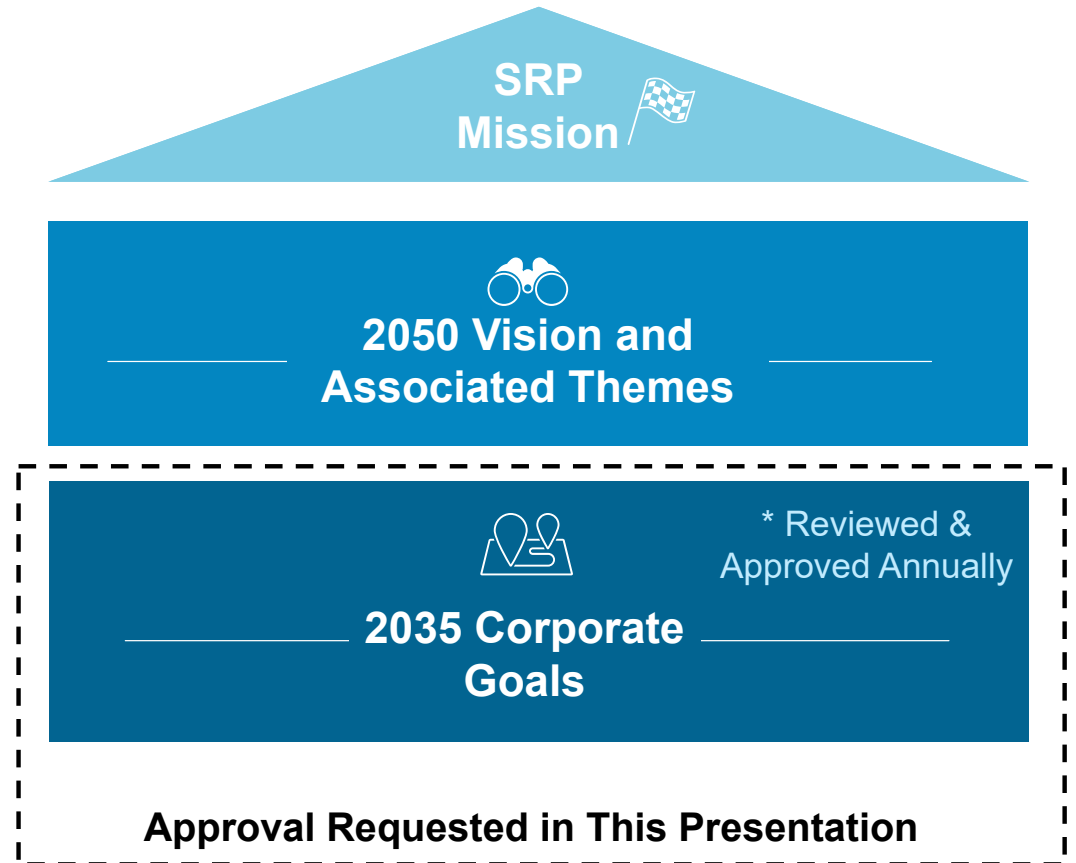 SRP
Mission
2050 Vision and
Associated Themes
* Reviewed &
Approved Annually
2035 Corporate
Goals
Approval Requested in This Presentation